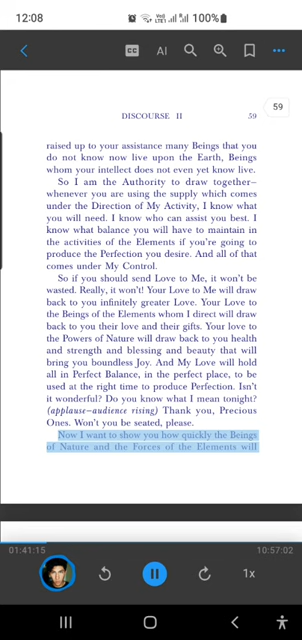 12:08
Vo)) LTE1 100%
CC AI
59
DISCOURSE II 59
raised up to your assistance many Beings that you
do not know now live upon the Earth, Beings
whom your intellect does not even yet know live.
So I am the Authority to draw together—
whenever you are using the supply which comes
under the Direction of My Activity, I know what
you will need. I know who can assist you best. I
know what balance you will have to maintain in
the activities of the Elements if you're going to
produce the Perfection you desire. And all of that
comes under My Control.
So if you should send Love to Me, it won't be
wasted. Really, it won't! Your Love to Me will draw
back to you infinitely greater Love. Your Love to
the Beings of the Elements whom I direct will draw
back to you their love and their gifts. Your love to
the Powers of Nature will draw back to you health
and strength and blessing and beauty that will
bring you boundless Joy. And My Love will hold
all in Perfect Balance, in the perfect place, to be
used at the right time to produce Perfection. Isn't
it wonderful? Do you know what I mean tonight?
(applause—audience rising) Thank you, Precious
Ones. Won't you be seated, please.
Now I want to show you how quickly the Beings
of Nature and the Forces of the Elements will
01:41:15 10:57:02
1x